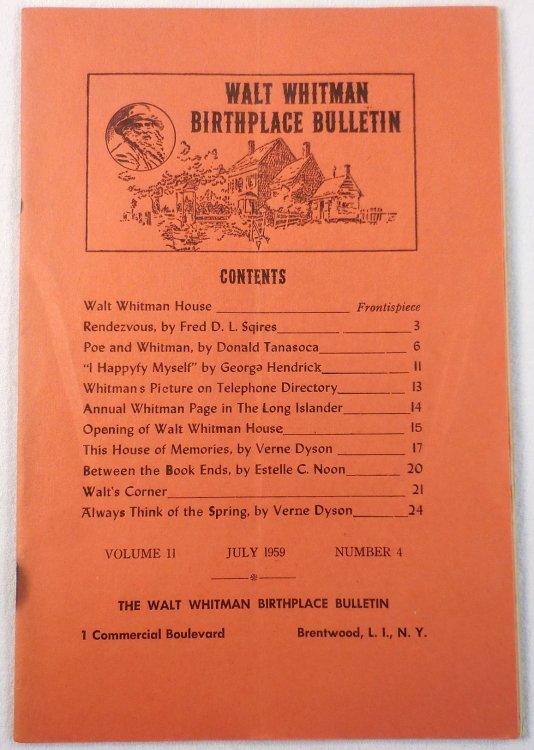 WALT WHITMAN
BIRTHPLACE BULLETIN
CONTENTS
Walt Whitman House Frontispiece
Rendezvous, by Fred D. L. Sqires 3
Poe and Whitman, by Donald Tanasoca 6
"I Happyfy Myself" by George Hendrick 11
Whitmans Picture on Telephone Directory 13
Annual Whitman Page in The Long Islander 14
Opening of Walt Whitman House 15
This House of Memories, by Verne Dyson 17
Between the Book Ends, by Estelle C. Noon 20
Walt's Corner 21
Always Think of the Spring, by Verne Dyson 24
VOLUME 11 JULY 1959 NUMBER 4
THE WALT WHITMAN BIRTHPLACE BULLETIN
1 Commercial Boulevard Brentwood, L. I., N. Y.